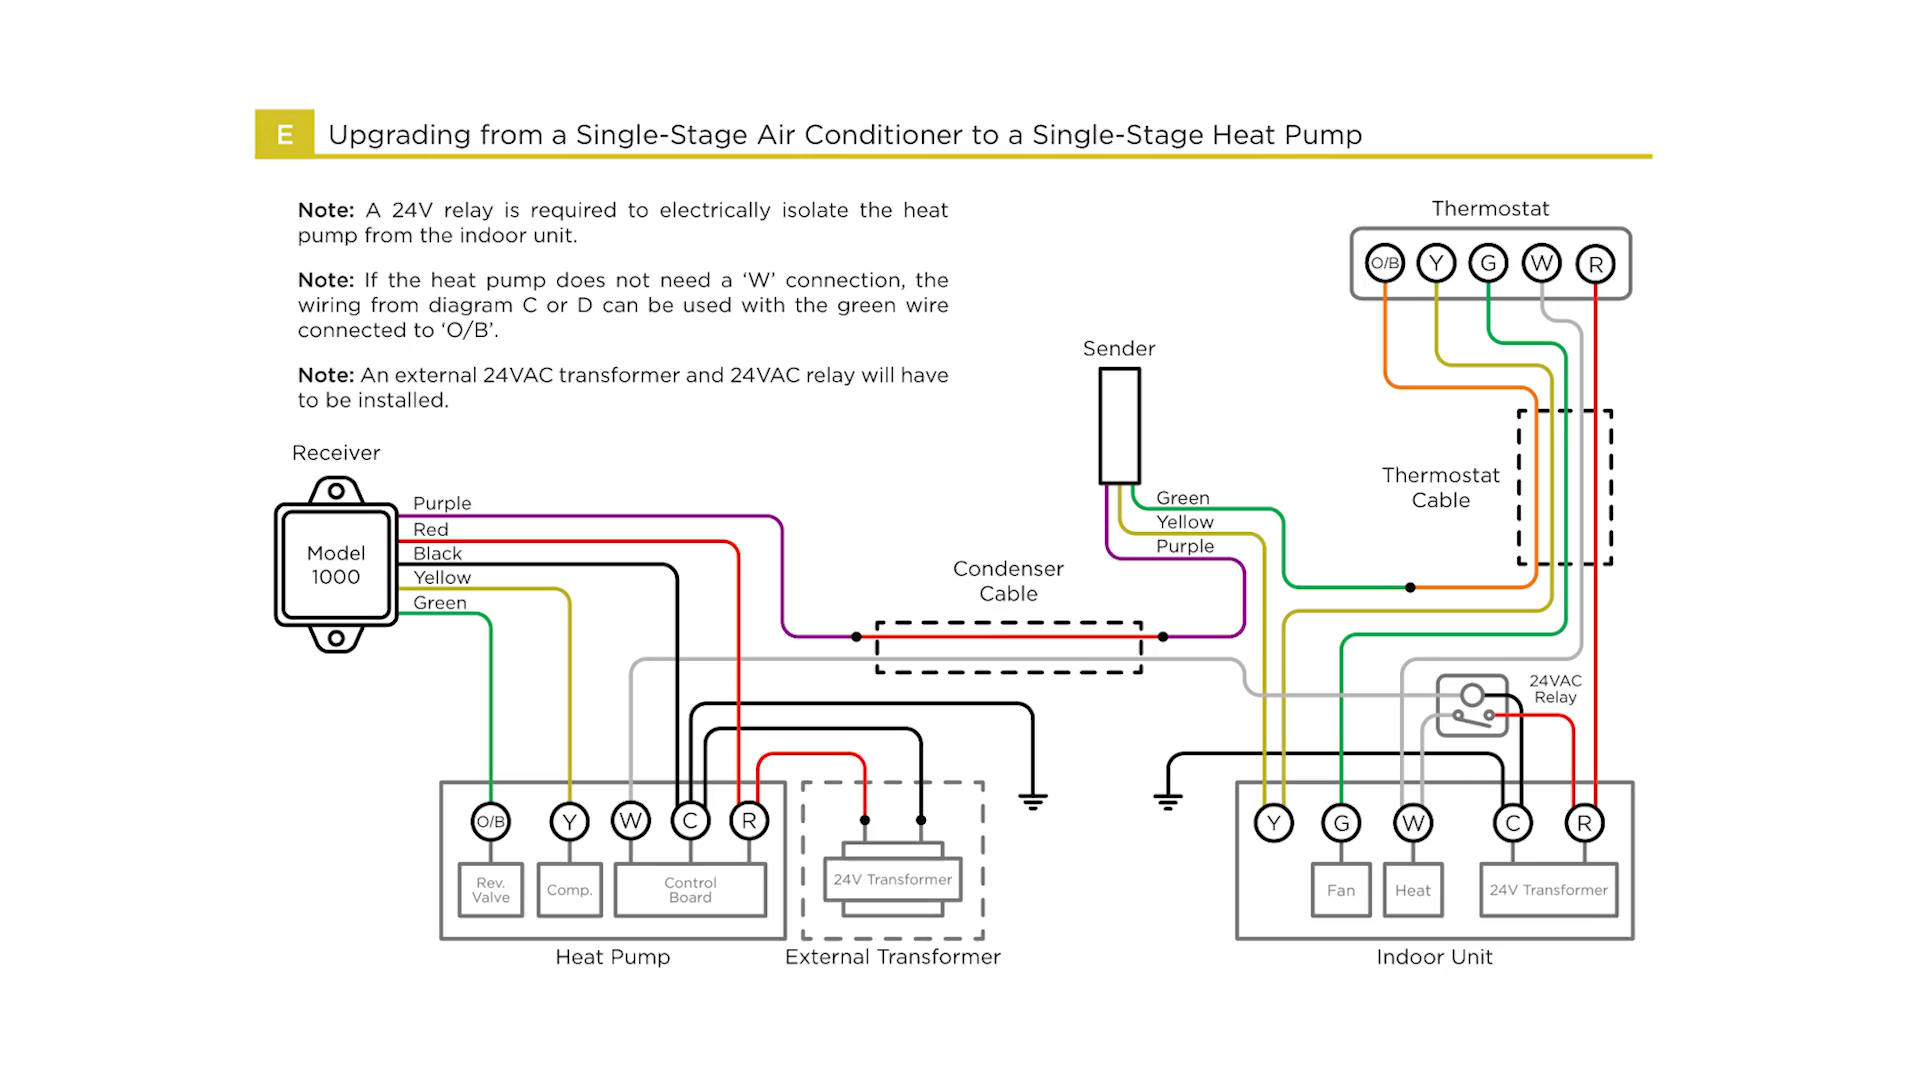 E Upgrading from a Single-Stage Air Conditioner to a Single-Stage Heat Pump
Note: A 24V relay is required to electrically isolate the heat
pump from the indoor unit.
Note: If the heat pump does not need a ‘W’ connection, the
wiring from diagram C or D can be used with the green wire
connected to ‘O/B’.
Note: An external 24VAC transformer and 24VAC relay will have
to be installed.
Thermostat
O/B Y G W R
Sender
Green
Yellow
Purple
Thermostat
Cable
Receiver
Model
1000
Purple
Red
Black
Yellow
Green
Condenser
Cable
24VAC
Relay
O/B Y W C R
Rev.
Valve
Comp.
Control
Board
Heat Pump
24V Transformer
External Transformer
Y G W C R
Fan
Heat
24V Transformer
Indoor Unit